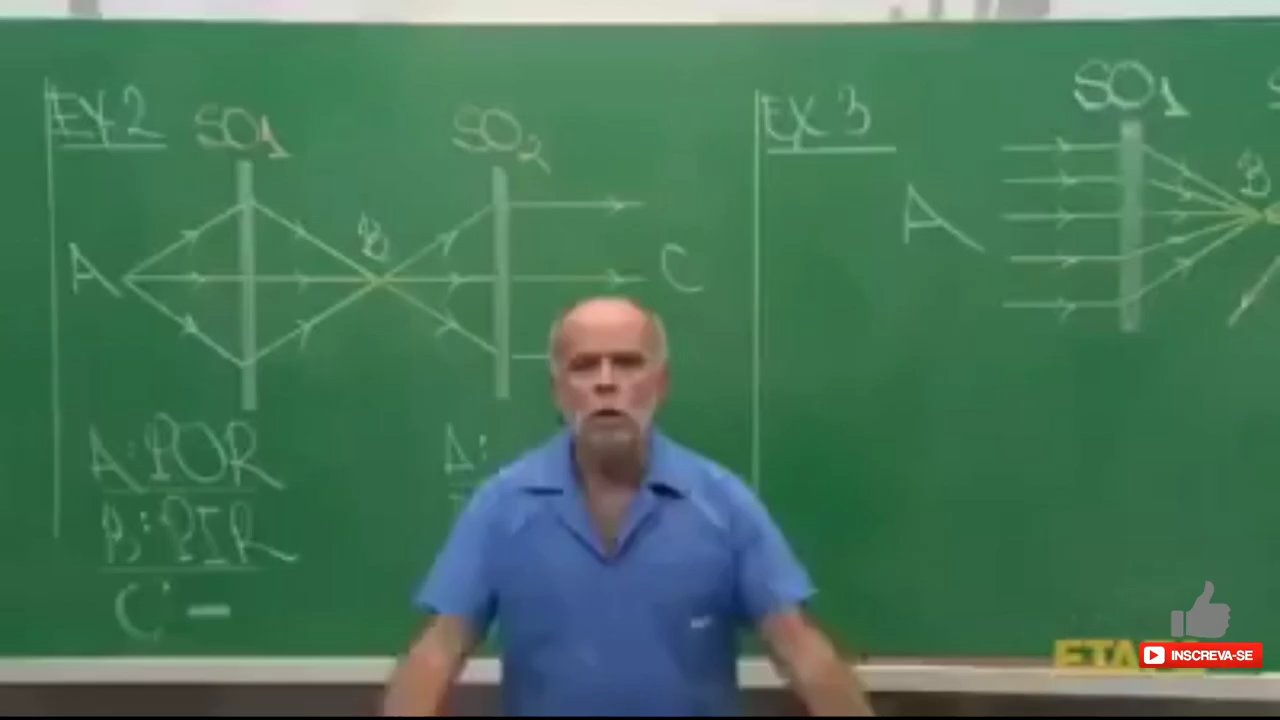 EX 2
SO1
SO2
A
B
C
A: POR
B: PIR
C: -
A:
EX 3
SO1
A
B
INSCREVA-SE